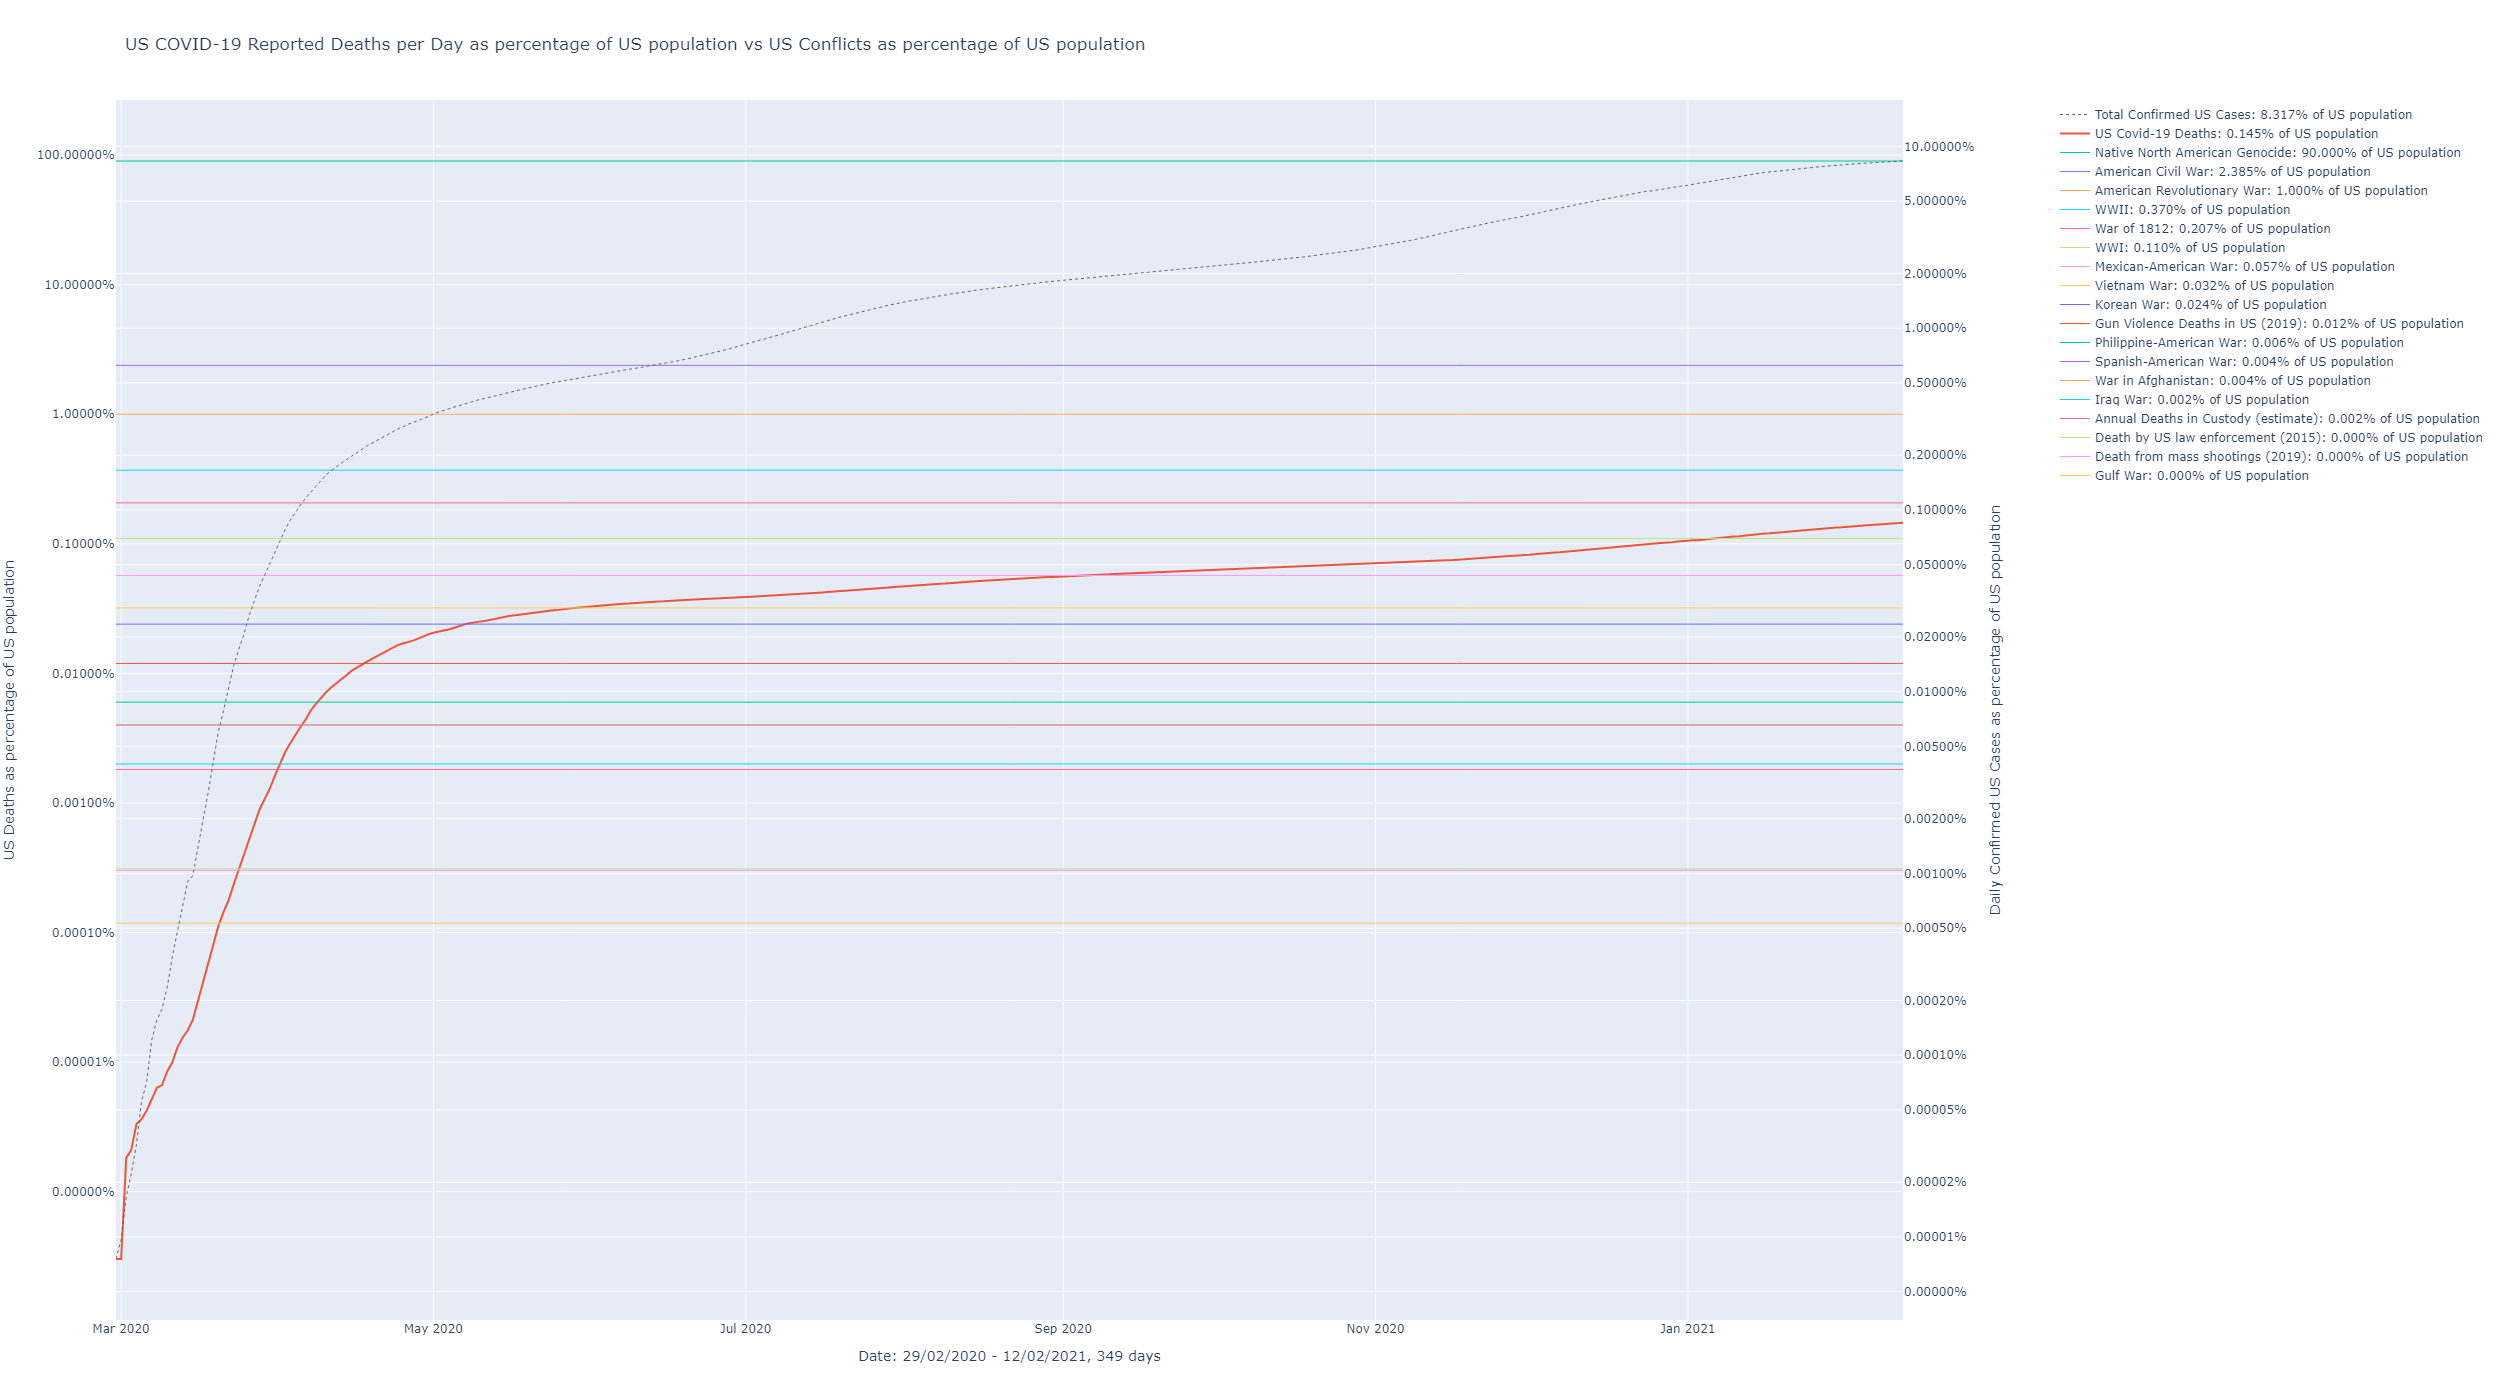 US COVID-19 Reported Deaths per Day as percentage of US population vs US Conflicts as percentage of US population
US Deaths as percentage of US population
100.00000%
10.00000%
1.00000%
0.10000%
0.01000%
0.00100%
0.00010%
0.00001%
0.00000%
Mar 2020
May 2020
Jul 2020
Sep 2020
Nov 2020
Jan 2021
Date: 29/02/2020 - 12/02/2021, 349 days
10.00000%
5.00000%
2.00000%
1.00000%
0.50000%
0.20000%
0.10000%
0.05000%
0.02000%
0.01000%
0.00500%
0.00200%
0.00100%
0.00050%
0.00020%
0.00010%
0.00005%
0.00002%
0.00001%
0.00000%
Daily Confirmed US Cases as percentage of US population
Total Confirmed US Cases: 8.317% of US population
US Covid-19 Deaths: 0.145% of US population
Native North American Genocide: 90.000% of US population
American Civil War: 2.385% of US population
American Revolutionary War: 1.000% of US population
WWII: 0.370% of US population
War of 1812: 0.207% of US population
WWI: 0.110% of US population
Mexican-American War: 0.057% of US population
Vietnam War: 0.032% of US population
Korean War: 0.024% of US population
Gun Violence Deaths in US (2019): 0.012% of US population
Philippine-American War: 0.006% of US population
Spanish-American War: 0.004% of US population
War in Afghanistan: 0.004% of US population
Iraq War: 0.002% of US population
Annual Deaths in Custody (estimate): 0.002% of US population
Death by US law enforcement (2015): 0.000% of US population
Death from mass shootings (2019): 0.000% of US population
Gulf War: 0.000% of US population